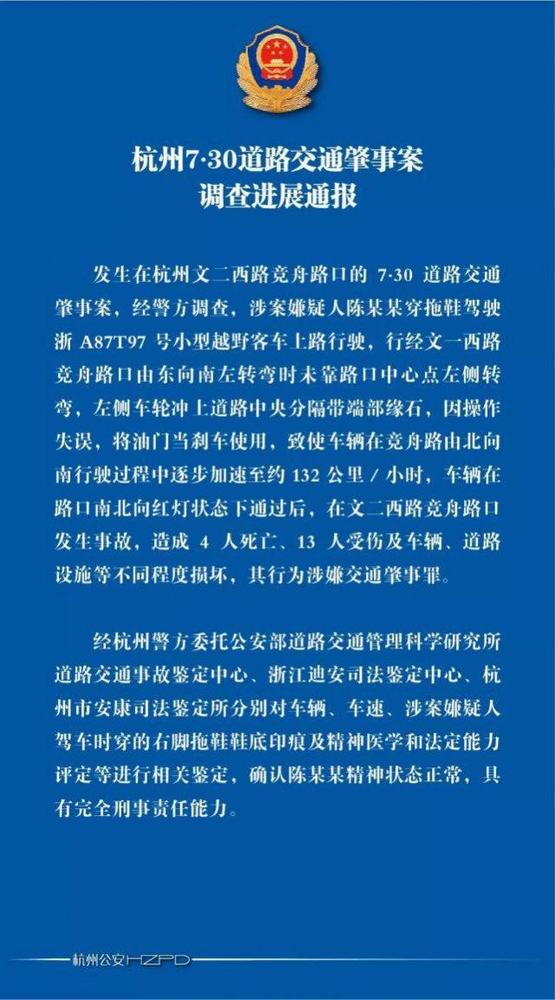 杭州7·30道路交通肇事案
调查进展通报
发生在杭州文二西路竞舟路口的 7·30 道路交通
肇事案，经警方调查，涉案嫌疑人陈某某穿拖鞋驾驶
浙 A87T97 号小型越野客车上路行驶，行经文一西路
竞舟路口由东向南左转弯时未靠路口中心点左侧转
弯，左侧车轮冲上道路中央分隔带端部缘石，因操作
失误，将油门当刹车使用，致使车辆在竞舟路由北向
南行驶过程中逐步加速至约 132 公里 / 小时，车辆在
路口南北向红灯状态下通过后，在文二西路竞舟路口
发生事故，造成 4 人死亡、13 人受伤及车辆、道路
设施等不同程度损坏，其行为涉嫌交通肇事罪。
经杭州警方委托公安部道路交通管理科学研究所
道路交通事故鉴定中心、浙江迪安司法鉴定中心、杭
州市安康司法鉴定所分别对车辆、车速、涉案嫌疑人
驾车时穿的右脚拖鞋鞋底印痕及精神医学和法定能力
评定等进行相关鉴定，确认陈某某精神状态正常，具
有完全刑事责任能力。
杭州公安HZPD